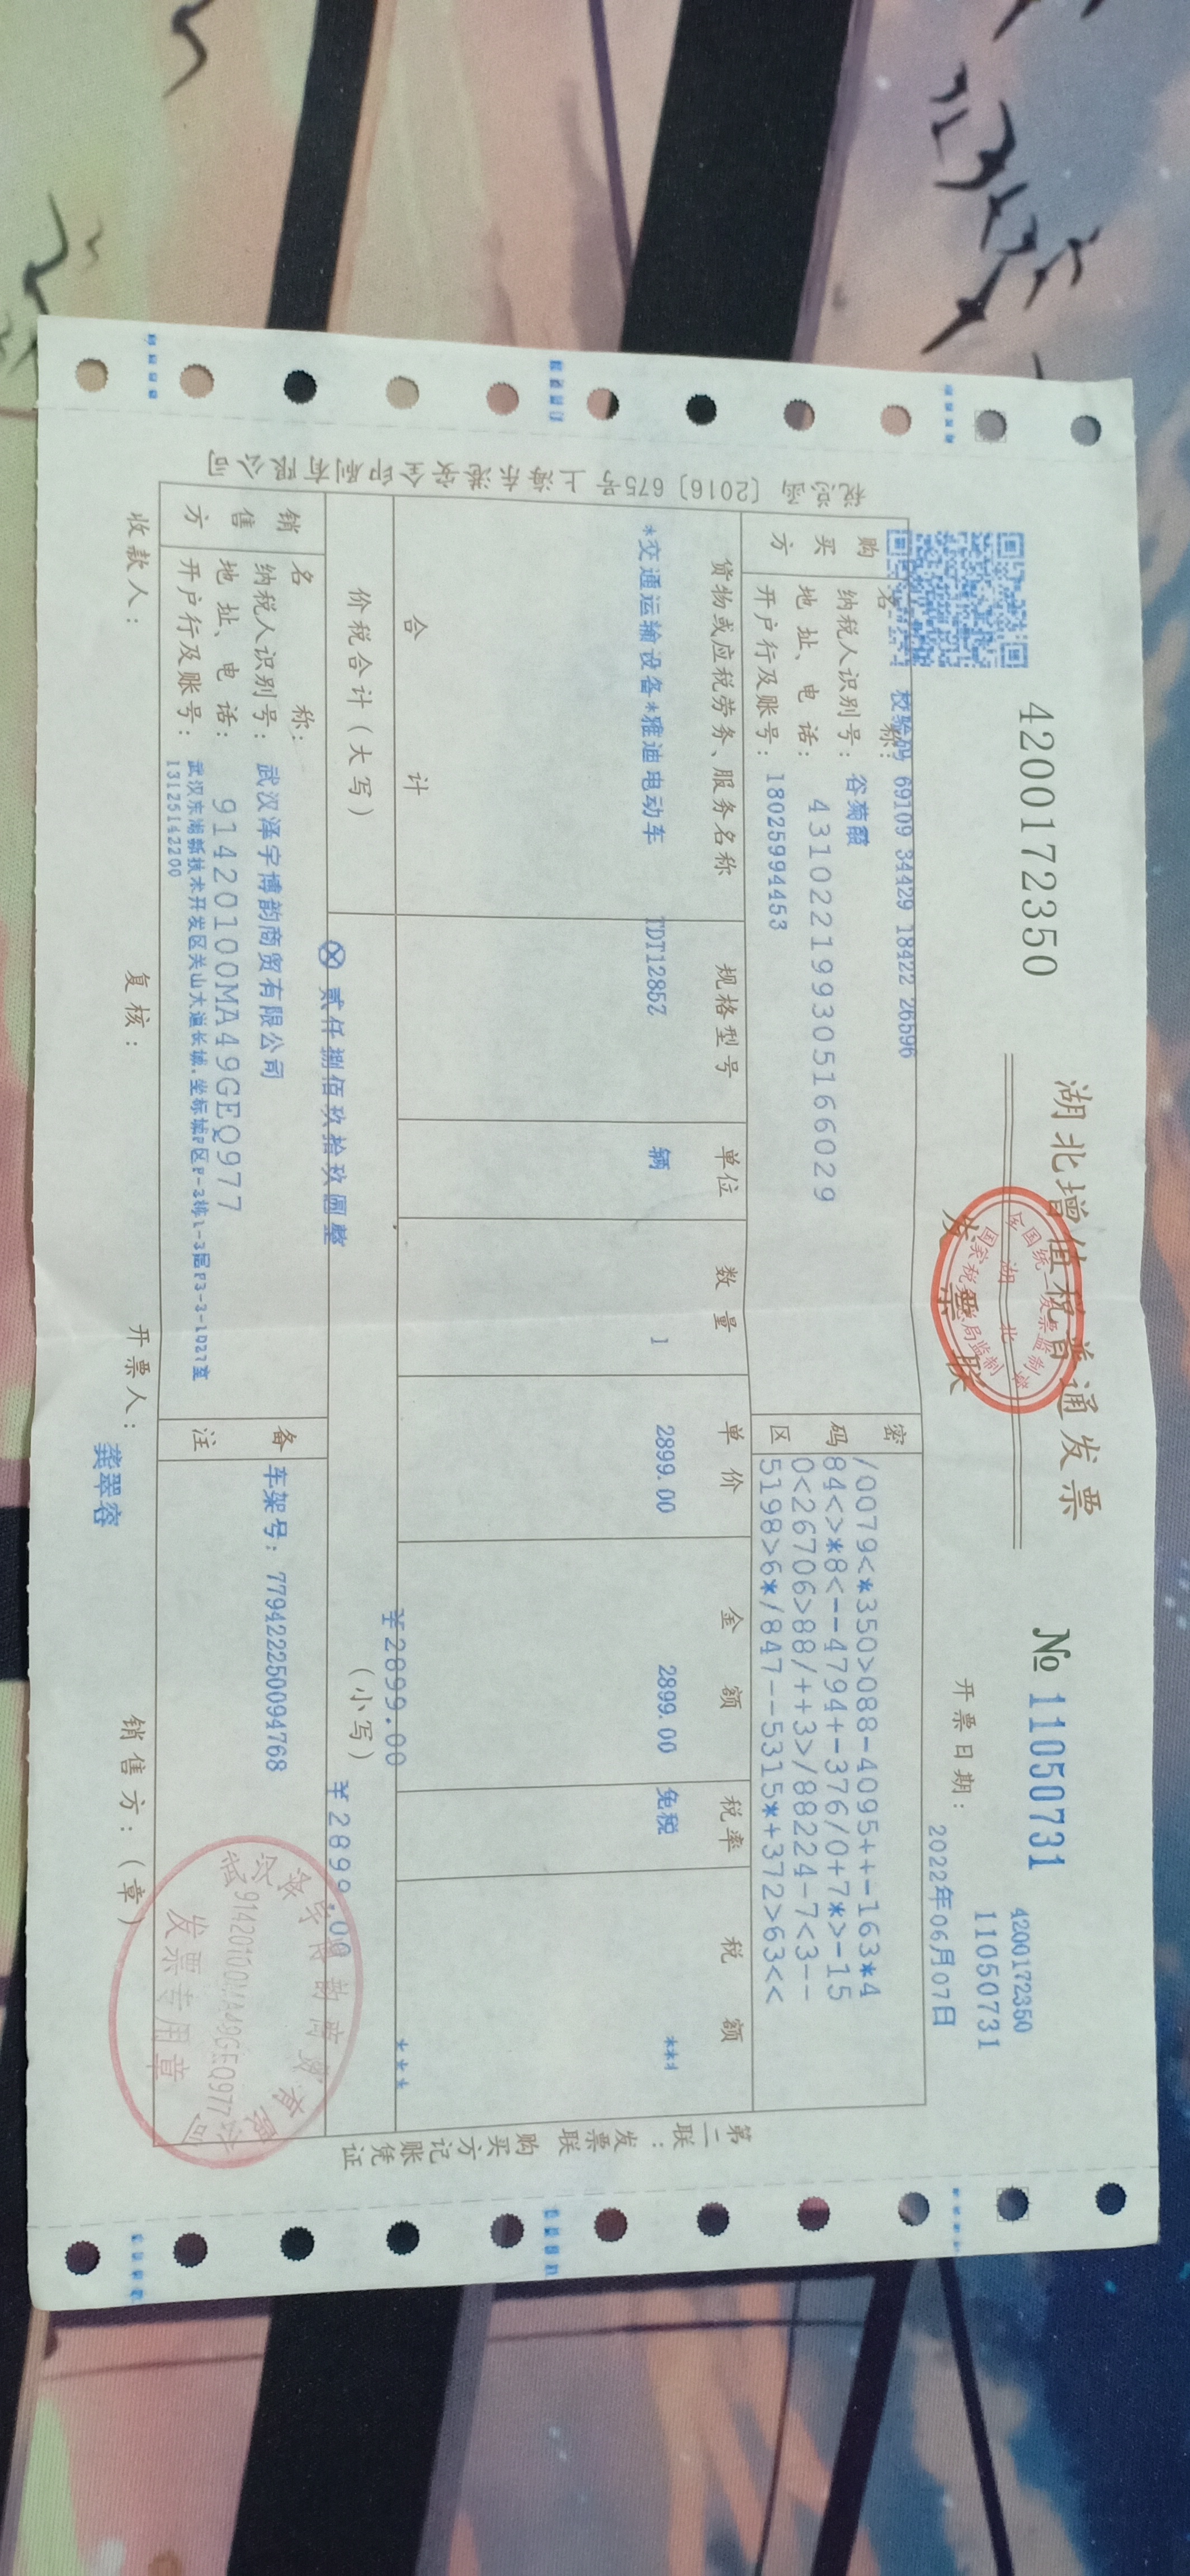 4200172350
湖北增值税普通发票
№ 11050731
4200172350
11050731
发票联
全国统一发票监制章
湖北
国家税务总局监制
开票日期： 2022年06月07日
校验码 69109 34429 18422 26596
购买方
名称： 谷菊
纳税人识别号： 431022199305166029
地址、电话： 18025994453
开户行及账号：
密码区
/0079<*350>088-4095++-163*4
84<>*8<--4794+-376/0+7*>-15
0<26706>88/++3>/88224-7<3--
5198>6*/847--5315*+372>63<<
货物或应税劳务、服务名称 规格型号 单位 数量 单价 金额 税率 税额
*交通运输设备*雅迪电动车 TDT1285Z 辆 1 2899.00 2899.00 免税 ***
合计 ￥2899.00 ***
价税合计（大写） ⊗ 贰仟捌佰玖拾玖圆整 （小写） ￥2899.00
销售方
名称： 武汉泽宇博韵商贸有限公司
纳税人识别号： 91420100MA49GEQ977
地址、电话： 武汉东湖新技术开发区关山大道长城.坐标城P区P-3栋1-3层P3-3-1027室
13125142200
开户行及账号：
备注
车架号：779422250094768
收款人：
复核：
开票人： 龚翠容
销售方：（章）
武汉泽宇博韵商贸有限公司
91420100MA49GEQ977
发票专用章
税总函〔2016〕675号上海东港安全印刷有限公司
第二联：发票联 购买方记账凭证